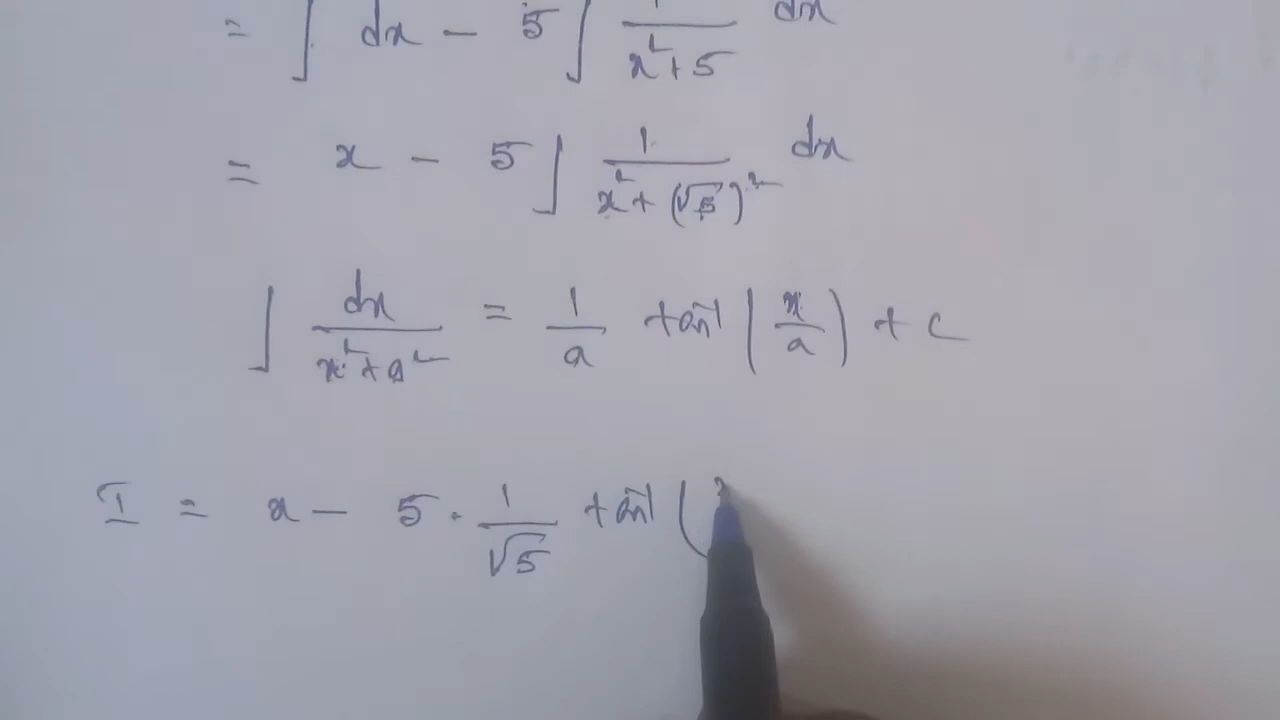 = ∫ dx - 5 ∫ 1/(x²+5) dx
= x - 5 ∫ 1/(x²+(√5)²) dx
∫ dx/(x²+a²) = 1/a tan⁻¹(x/a) + c
I = x - 5 · 1/√5 tan⁻¹(x